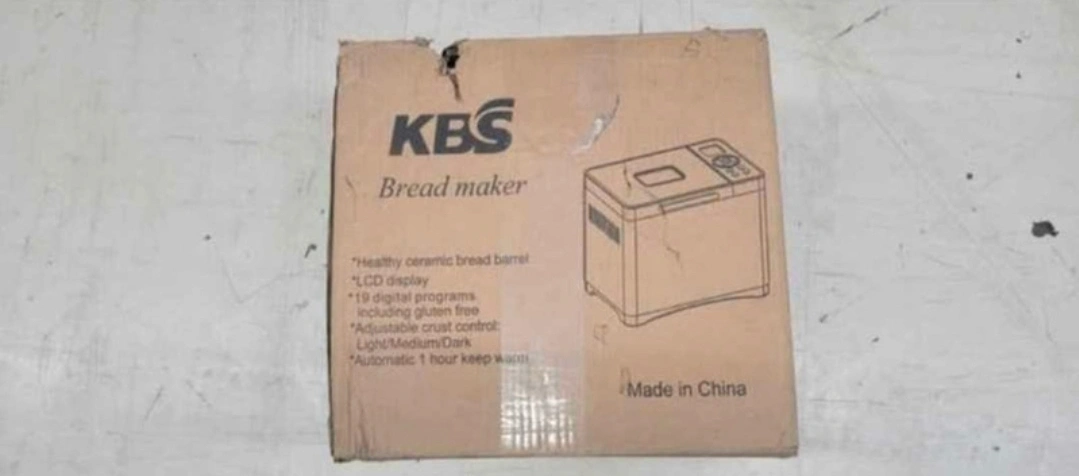 KBS
Bread maker
*Healthy ceramic bread barrel
*LCD display
*19 digital programs
including gluten free
*Adjustable crust control:
Light/Medium/Dark
*Automatic 1 hour keep warm
Made in China